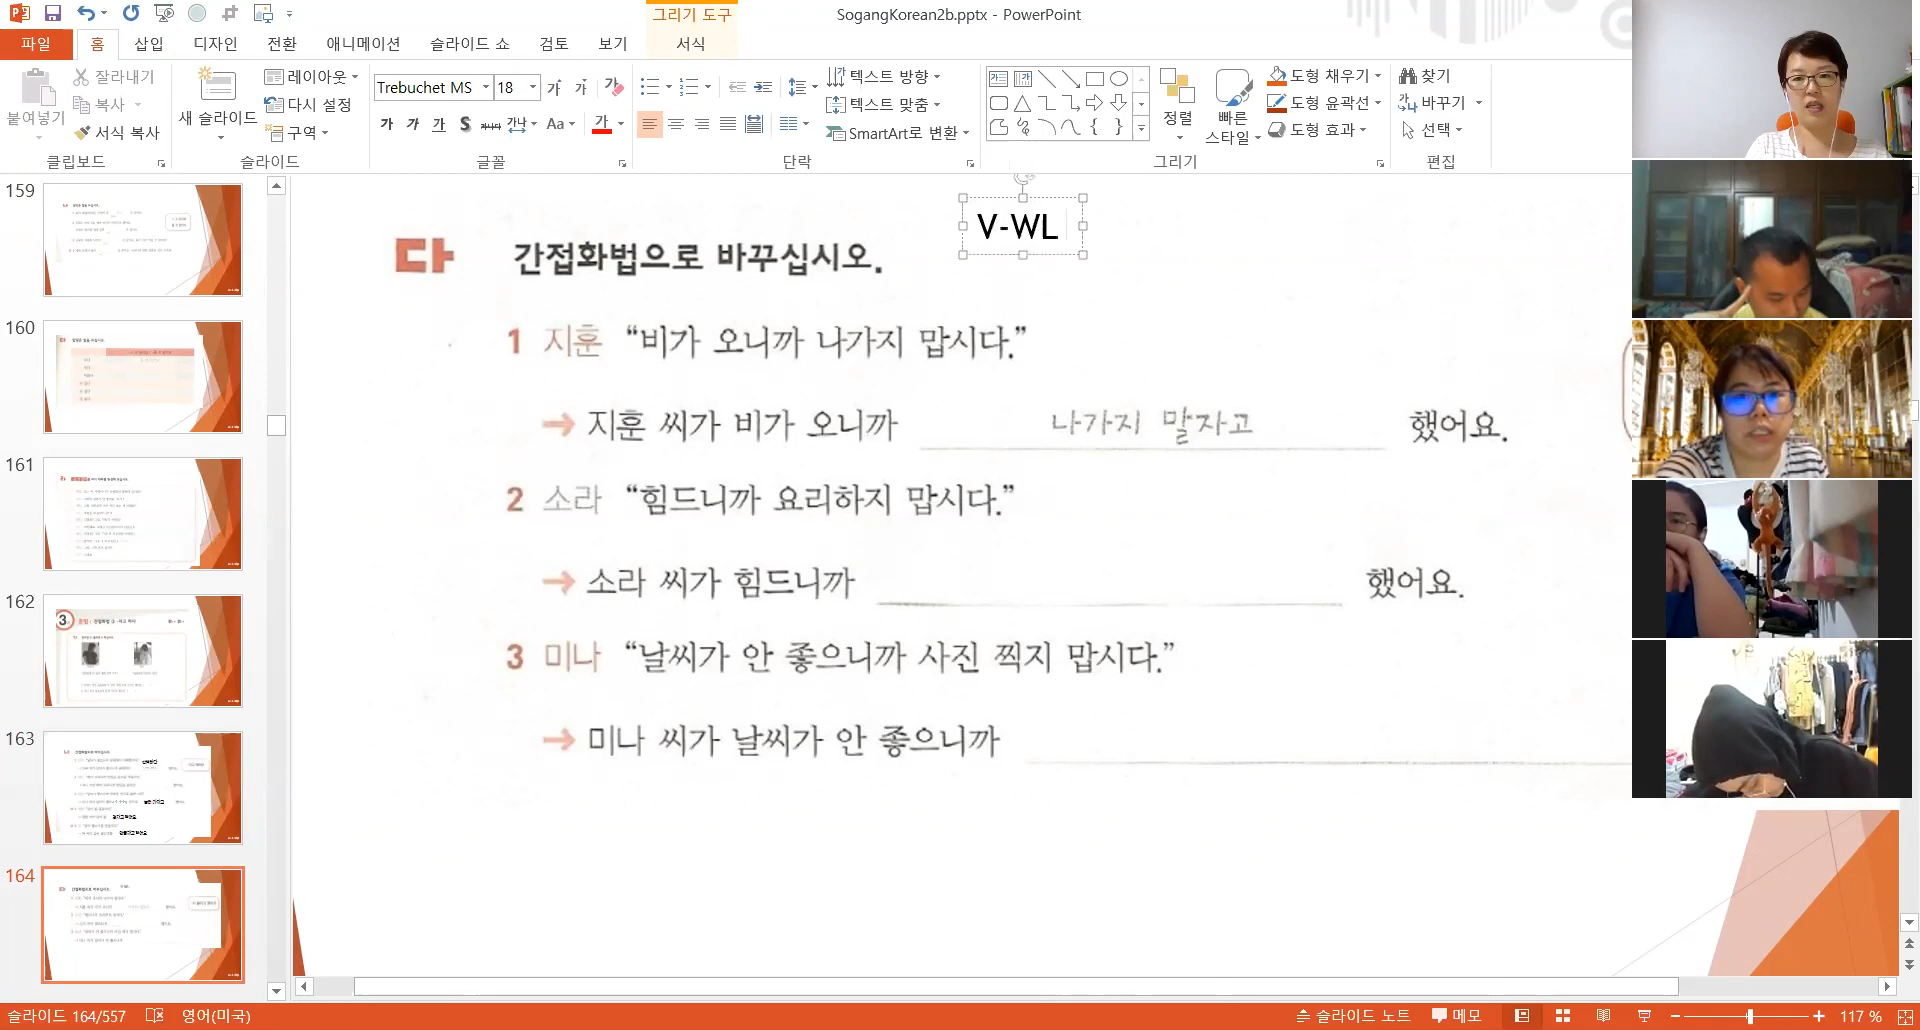 SogangKorean2b.pptx - PowerPoint
그리기 도구
파일 홈 삽입 디자인 전환 애니메이션 슬라이드 쇼 검토 보기 서식
붙여넣기
잘라내기
복사
서식 복사
클립보드
새 슬라이드
레이아웃
다시 설정
구역
슬라이드
Trebuchet MS 18
글꼴
텍스트 방향
텍스트 맞춤
SmartArt로 변환
단락
정렬
빠른 스타일
도형 채우기
도형 윤곽선
도형 효과
그리기
찾기
바꾸기
선택
편집
159
160
161
162
163
164
V-WL
다 간접화법으로 바꾸십시오.
1 지훈 “비가 오니까 나가지 맙시다.”
→ 지훈 씨가 비가 오니까 나가지 말자고 했어요.
2 소라 “힘드니까 요리하지 맙시다.”
→ 소라 씨가 힘드니까 했어요.
3 미나 “날씨가 안 좋으니까 사진 찍지 맙시다.”
→ 미나 씨가 날씨가 안 좋으니까
슬라이드 164/557 영어(미국) 슬라이드 노트 메모 117 %